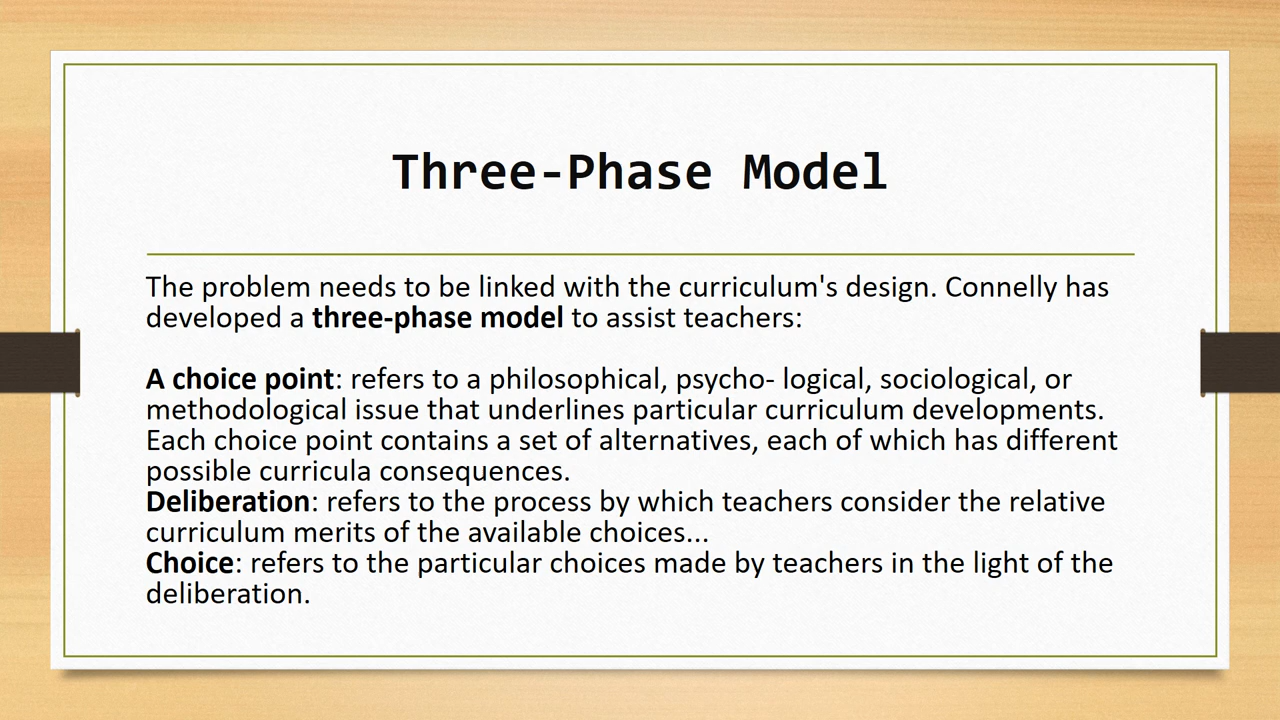 Three-Phase Model
The problem needs to be linked with the curriculum's design. Connelly has
developed a three-phase model to assist teachers:
A choice point: refers to a philosophical, psycho- logical, sociological, or
methodological issue that underlines particular curriculum developments.
Each choice point contains a set of alternatives, each of which has different
possible curricula consequences.
Deliberation: refers to the process by which teachers consider the relative
curriculum merits of the available choices...
Choice: refers to the particular choices made by teachers in the light of the
deliberation.